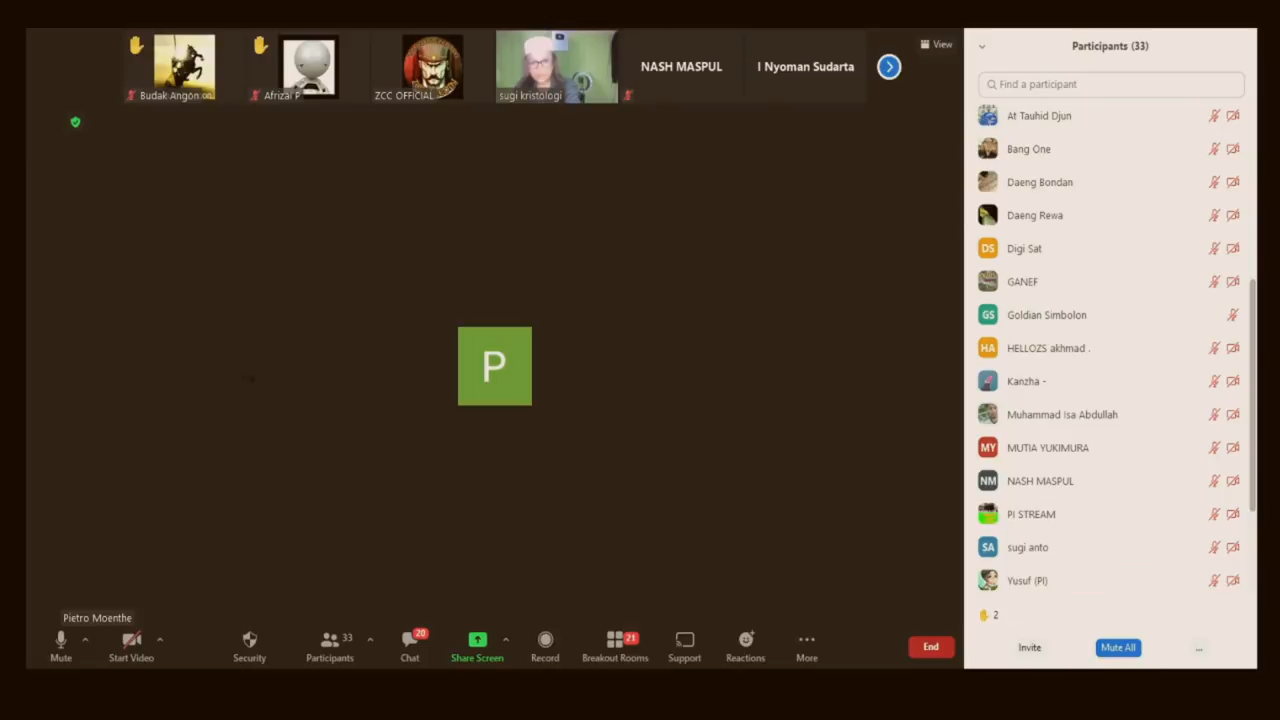 View
Budak Angon on.
Afrizal P
ZCC OFFICIAL
sugi kristologi
NASH MASPUL
I Nyoman Sudarta
P
Pietro Moenthe
Mute
Start Video
Security
33
Participants
20
Chat
Share Screen
Record
21
Breakout Rooms
Support
Reactions
More
End
Participants (33)
Find a participant
At Tauhid Djun
Bang One
Daeng Bondan
Daeng Rewa
DS Digi Sat
GANEF
GS Goldian Simbolon
HA HELLOZS akhmad .
Kanzha -
Muhammad Isa Abdullah
MY MUTIA YUKIMURA
NM NASH MASPUL
PI STREAM
SA sugi anto
Yusuf (PI)
2
Invite
Mute All
...